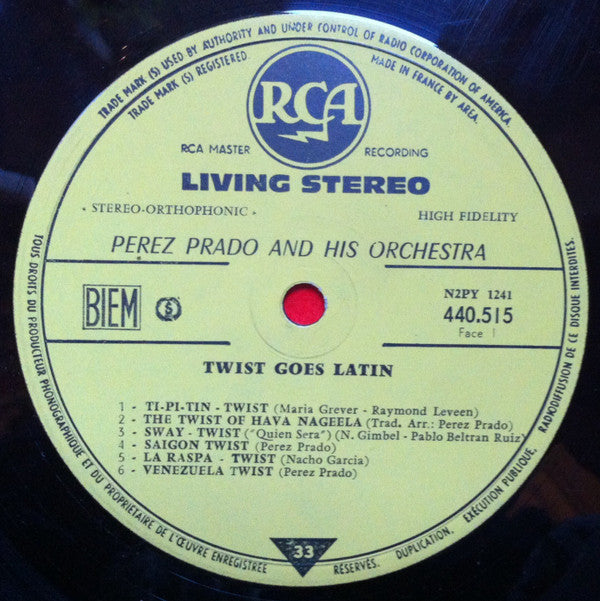 TRADE MARK (S) USED BY AUTHORITY AND UNDER CONTROL OF RADIO CORPORATION OF AMERICA.
TRADE MARK (S) REGISTERED.
MADE IN FRANCE BY AREA.
RCA
RCA MASTER RECORDING
LIVING STEREO
• STEREO-ORTHOPHONIC • HIGH FIDELITY
PEREZ PRADO AND HIS ORCHESTRA
BIEM
N2PY 1241
440.515
Face 1
TWIST GOES LATIN
1 - TI-PI-TIN - TWIST (Maria Grever - Raymond Leveen)
2 - THE TWIST OF HAVA NAGEELA (Trad. Arr.: Perez Prado)
3 - SWAY - TWIST ("Quien Sera") (N. Gimbel - Pablo Beltran Ruiz)
4 - SAIGON TWIST (Perez Prado)
5 - LA RASPA - TWIST (Nacho Garcia)
6 - VENEZUELA TWIST (Perez Prado)
33
TOUS DROITS DU PRODUCTEUR PHONOGRAPHIQUE ET DU PROPRIETAIRE DE L'ŒUVRE ENREGISTRÉE RÉSERVÉS. DUPLICATION. EXÉCUTION PUBLIQUE. RADIODIFFUSION DE CE DISQUE INTERDITES.